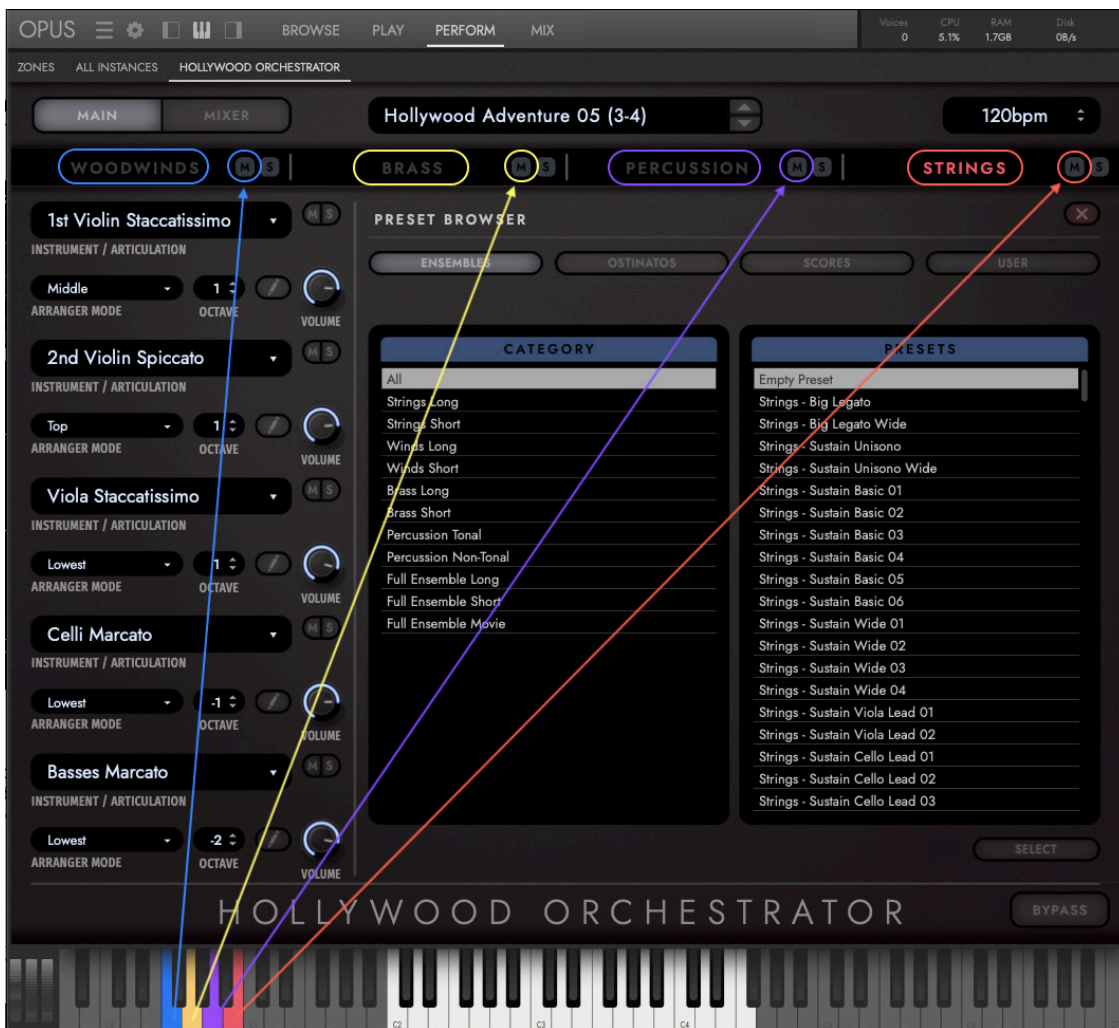 OPUS BROWSE PLAY PERFORM MIX Voices CPU RAM Disk
0 5.1% 1.7GB 0B/s
ZONES ALL INSTANCES HOLLYWOOD ORCHESTRATOR
MAIN MIXER Hollywood Adventure 05 (3-4) 120bpm
WOODWINDS M S BRASS M S PERCUSSION M S STRINGS M S
1st Violin Staccatissimo M S
INSTRUMENT / ARTICULATION
Middle 1
ARRANGER MODE OCTAVE VOLUME
2nd Violin Spiccato M S
INSTRUMENT / ARTICULATION
Top 1
ARRANGER MODE OCTAVE VOLUME
Viola Staccatissimo M S
INSTRUMENT / ARTICULATION
Lowest 1
ARRANGER MODE OCTAVE VOLUME
Celli Marcato M S
INSTRUMENT / ARTICULATION
Lowest -1
ARRANGER MODE OCTAVE VOLUME
Basses Marcato M S
INSTRUMENT / ARTICULATION
Lowest -2
ARRANGER MODE OCTAVE VOLUME
PRESET BROWSER
ENSEMBLES OSTINATOS SCORES USER
CATEGORY
All
Strings Long
Strings Short
Winds Long
Winds Short
Brass Long
Brass Short
Percussion Tonal
Percussion Non-Tonal
Full Ensemble Long
Full Ensemble Short
Full Ensemble Movie
PRESETS
Empty Preset
Strings - Big Legato
Strings - Big Legato Wide
Strings - Sustain Unisono
Strings - Sustain Unisono Wide
Strings - Sustain Basic 01
Strings - Sustain Basic 02
Strings - Sustain Basic 03
Strings - Sustain Basic 04
Strings - Sustain Basic 05
Strings - Sustain Basic 06
Strings - Sustain Wide 01
Strings - Sustain Wide 02
Strings - Sustain Wide 03
Strings - Sustain Wide 04
Strings - Sustain Viola Lead 01
Strings - Sustain Viola Lead 02
Strings - Sustain Cello Lead 01
Strings - Sustain Cello Lead 02
Strings - Sustain Cello Lead 03
SELECT
HOLLYWOOD ORCHESTRATOR BYPASS
C2 C3 C4